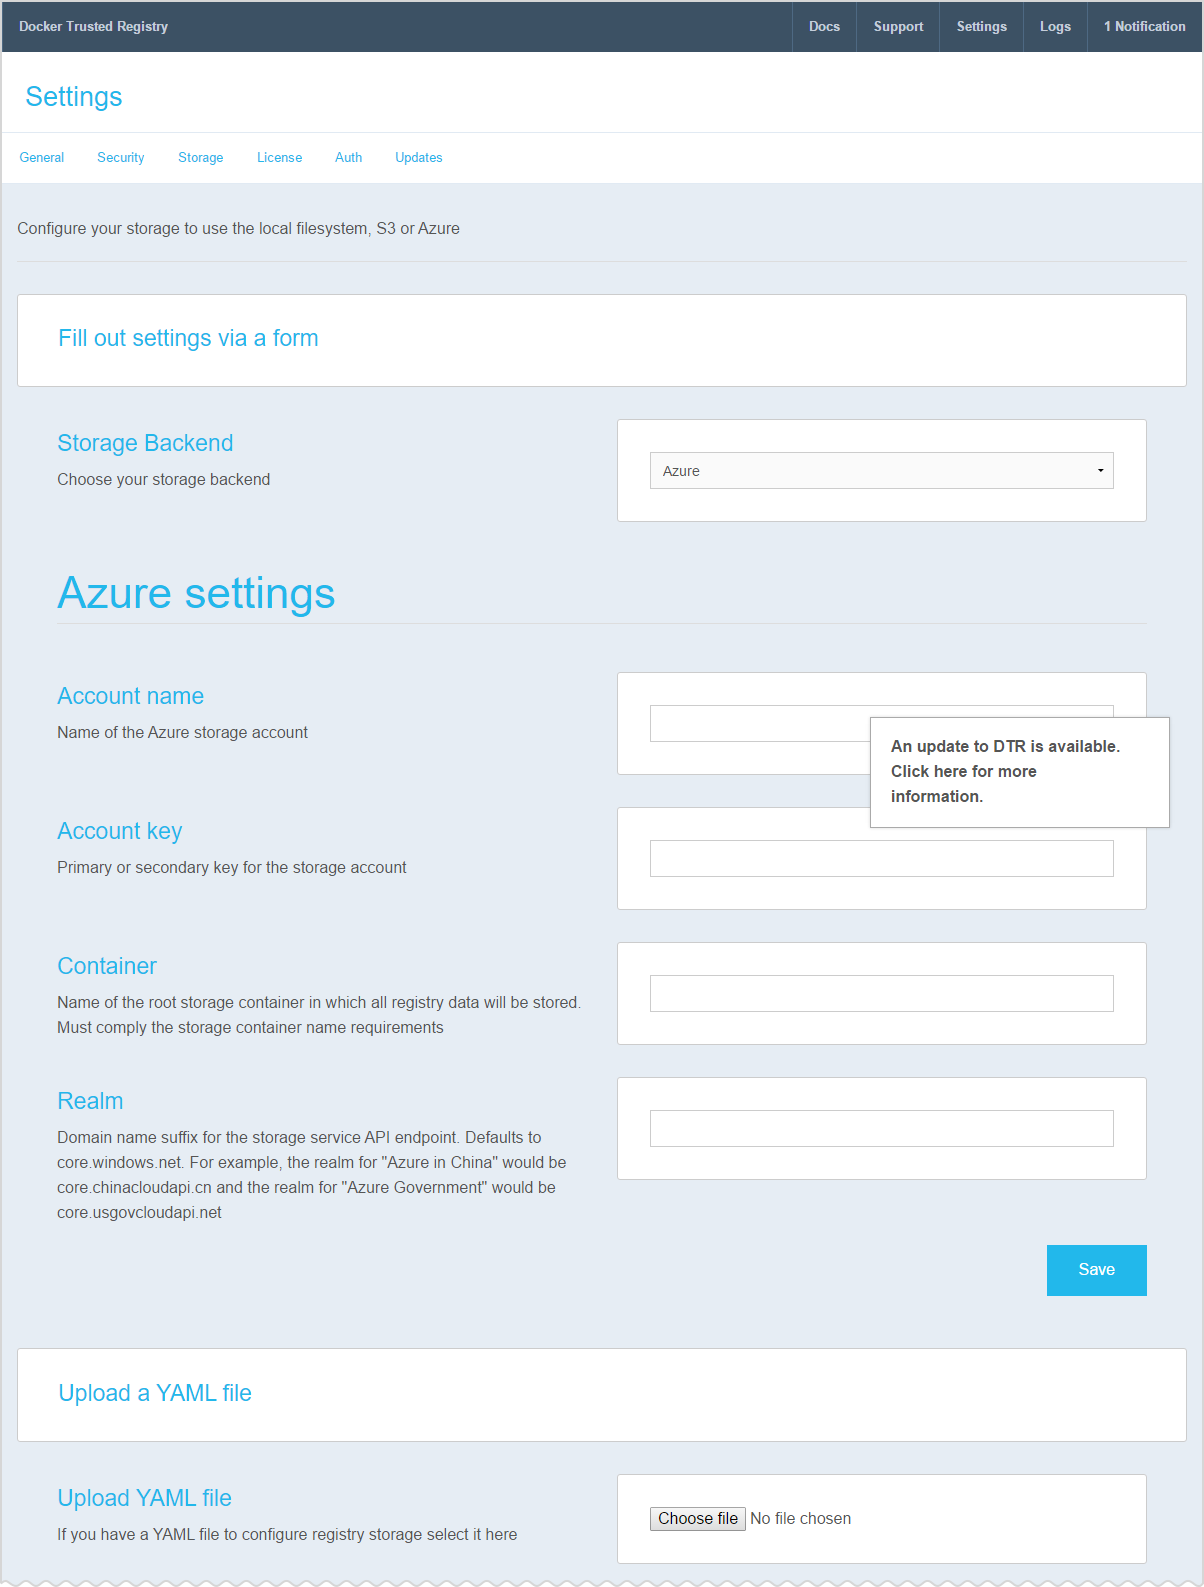 Docker Trusted Registry
Docs
Support
Settings
Logs
1 Notification
Settings
General
Security
Storage
License
Auth
Updates
Configure your storage to use the local filesystem, S3 or Azure
Fill out settings via a form
Storage Backend
Choose your storage backend
Azure
Azure settings
Account name
Name of the Azure storage account
An update to DTR is available.
Click here for more
information.
Account key
Primary or secondary key for the storage account
Container
Name of the root storage container in which all registry data will be stored.
Must comply the storage container name requirements
Realm
Domain name suffix for the storage service API endpoint. Defaults to
core.windows.net. For example, the realm for "Azure in China" would be
core.chinacloudapi.cn and the realm for "Azure Government" would be
core.usgovcloudapi.net
Save
Upload a YAML file
Upload YAML file
If you have a YAML file to configure registry storage select it here
Choose file No file chosen